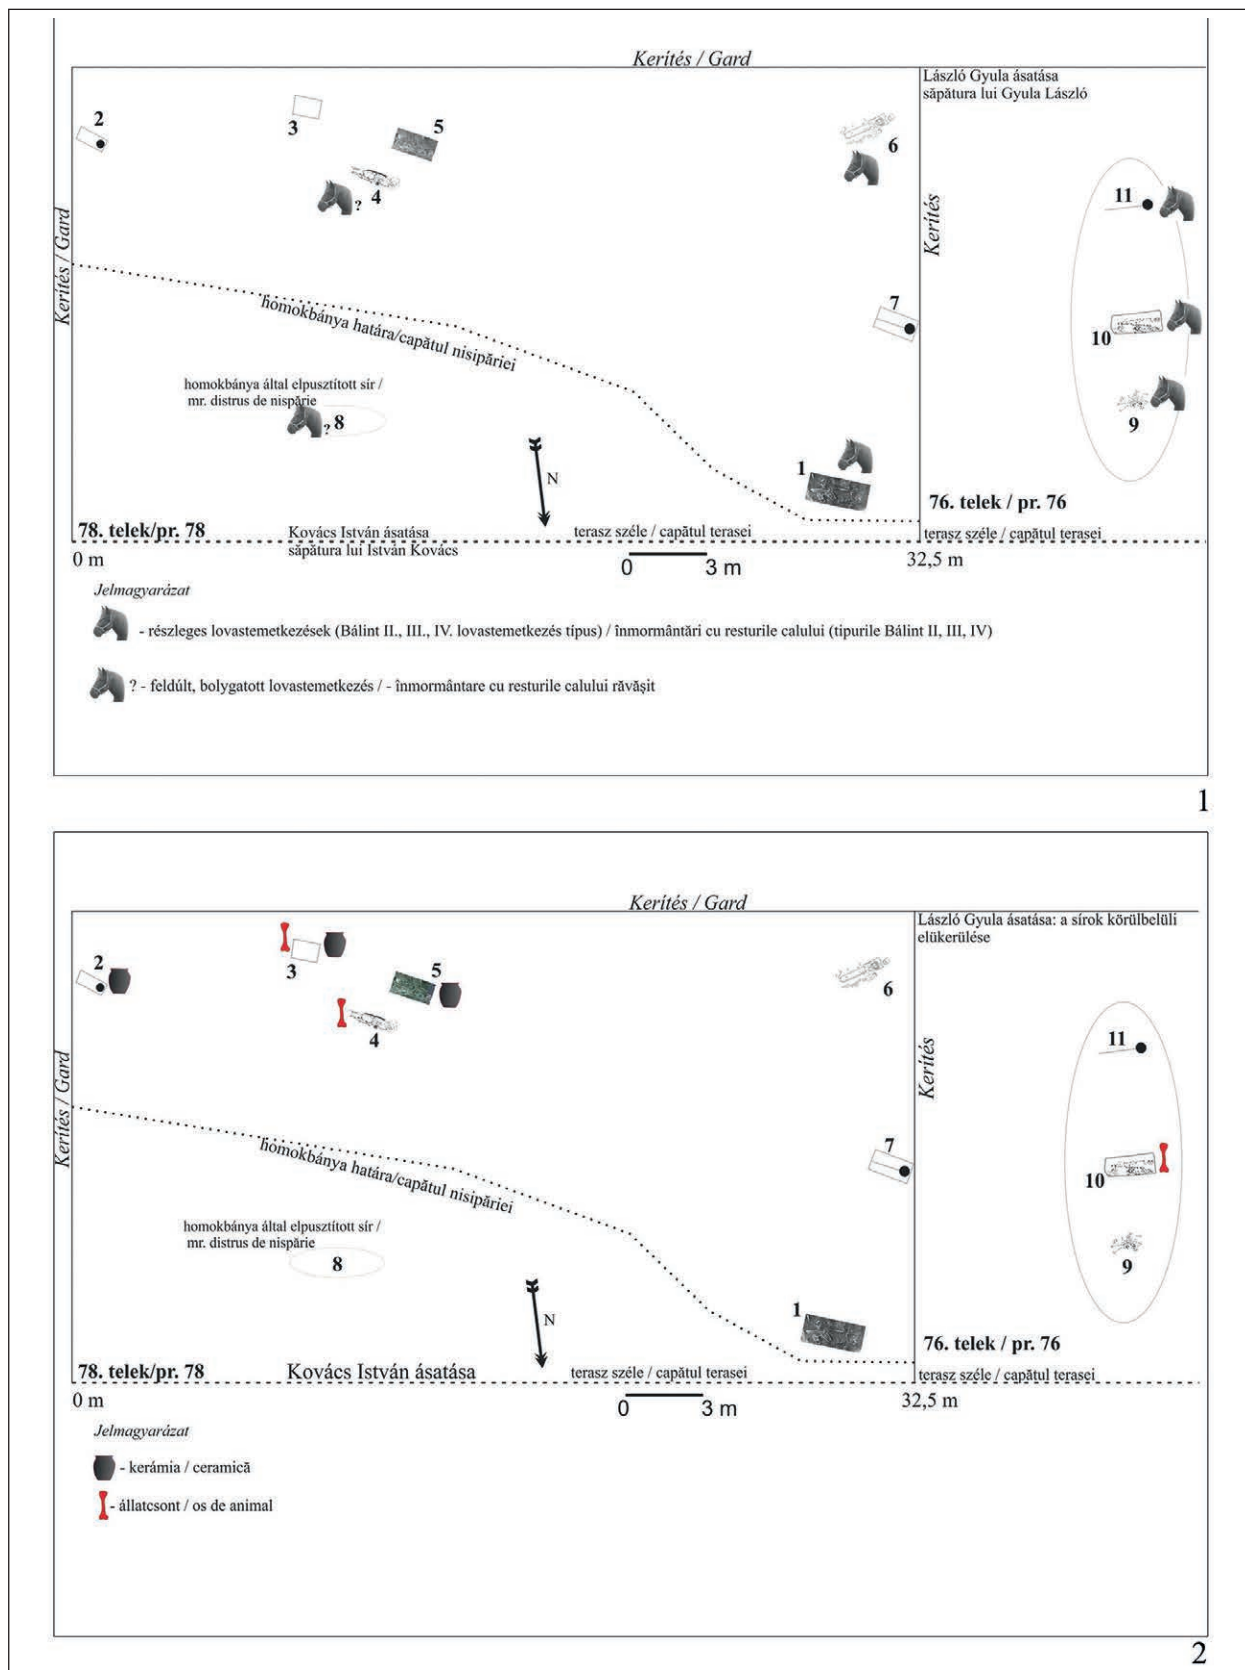 Kerítés / Gard
László Gyula ásatása
săpătura lui Gyula László
2
3
5
4
?
6
11
Kerítés / Gard
Kerítés
7
10
homokbánya határa/capătul nisipăriei
homokbánya által elpusztított sír /
mr. distrus de nispărie
? 8
9
1
N
76. telek / pr. 76
78. telek/pr. 78
Kovács István ásatása
săpătura lui István Kovács
terasz széle / capătul terasei
terasz széle / capătul terasei
0 m
0 3 m
32,5 m
Jelmagyarázat
- részleges lovastemetkezések (Bálint II., III., IV. lovastemetkezés típus) / înmormântări cu resturile calului (tipurile Bálint II, III, IV)
? - feldúlt, bolygatott lovastemetkezés / - înmormântare cu resturile calului răvășit
1
Kerítés / Gard
László Gyula ásatása: a sírok körülbelüli
elükerülése
2
3
5
4
6
11
Kerítés / Gard
Kerítés
7
10
homokbánya határa/capătul nisipăriei
homokbánya által elpusztított sír /
mr. distrus de nispărie
8
9
1
N
76. telek / pr. 76
78. telek/pr. 78
Kovács István ásatása
terasz széle / capătul terasei
terasz széle / capătul terasei
0 m
0 3 m
32,5 m
Jelmagyarázat
- kerámia / ceramică
- állatcsont / os de animal
2